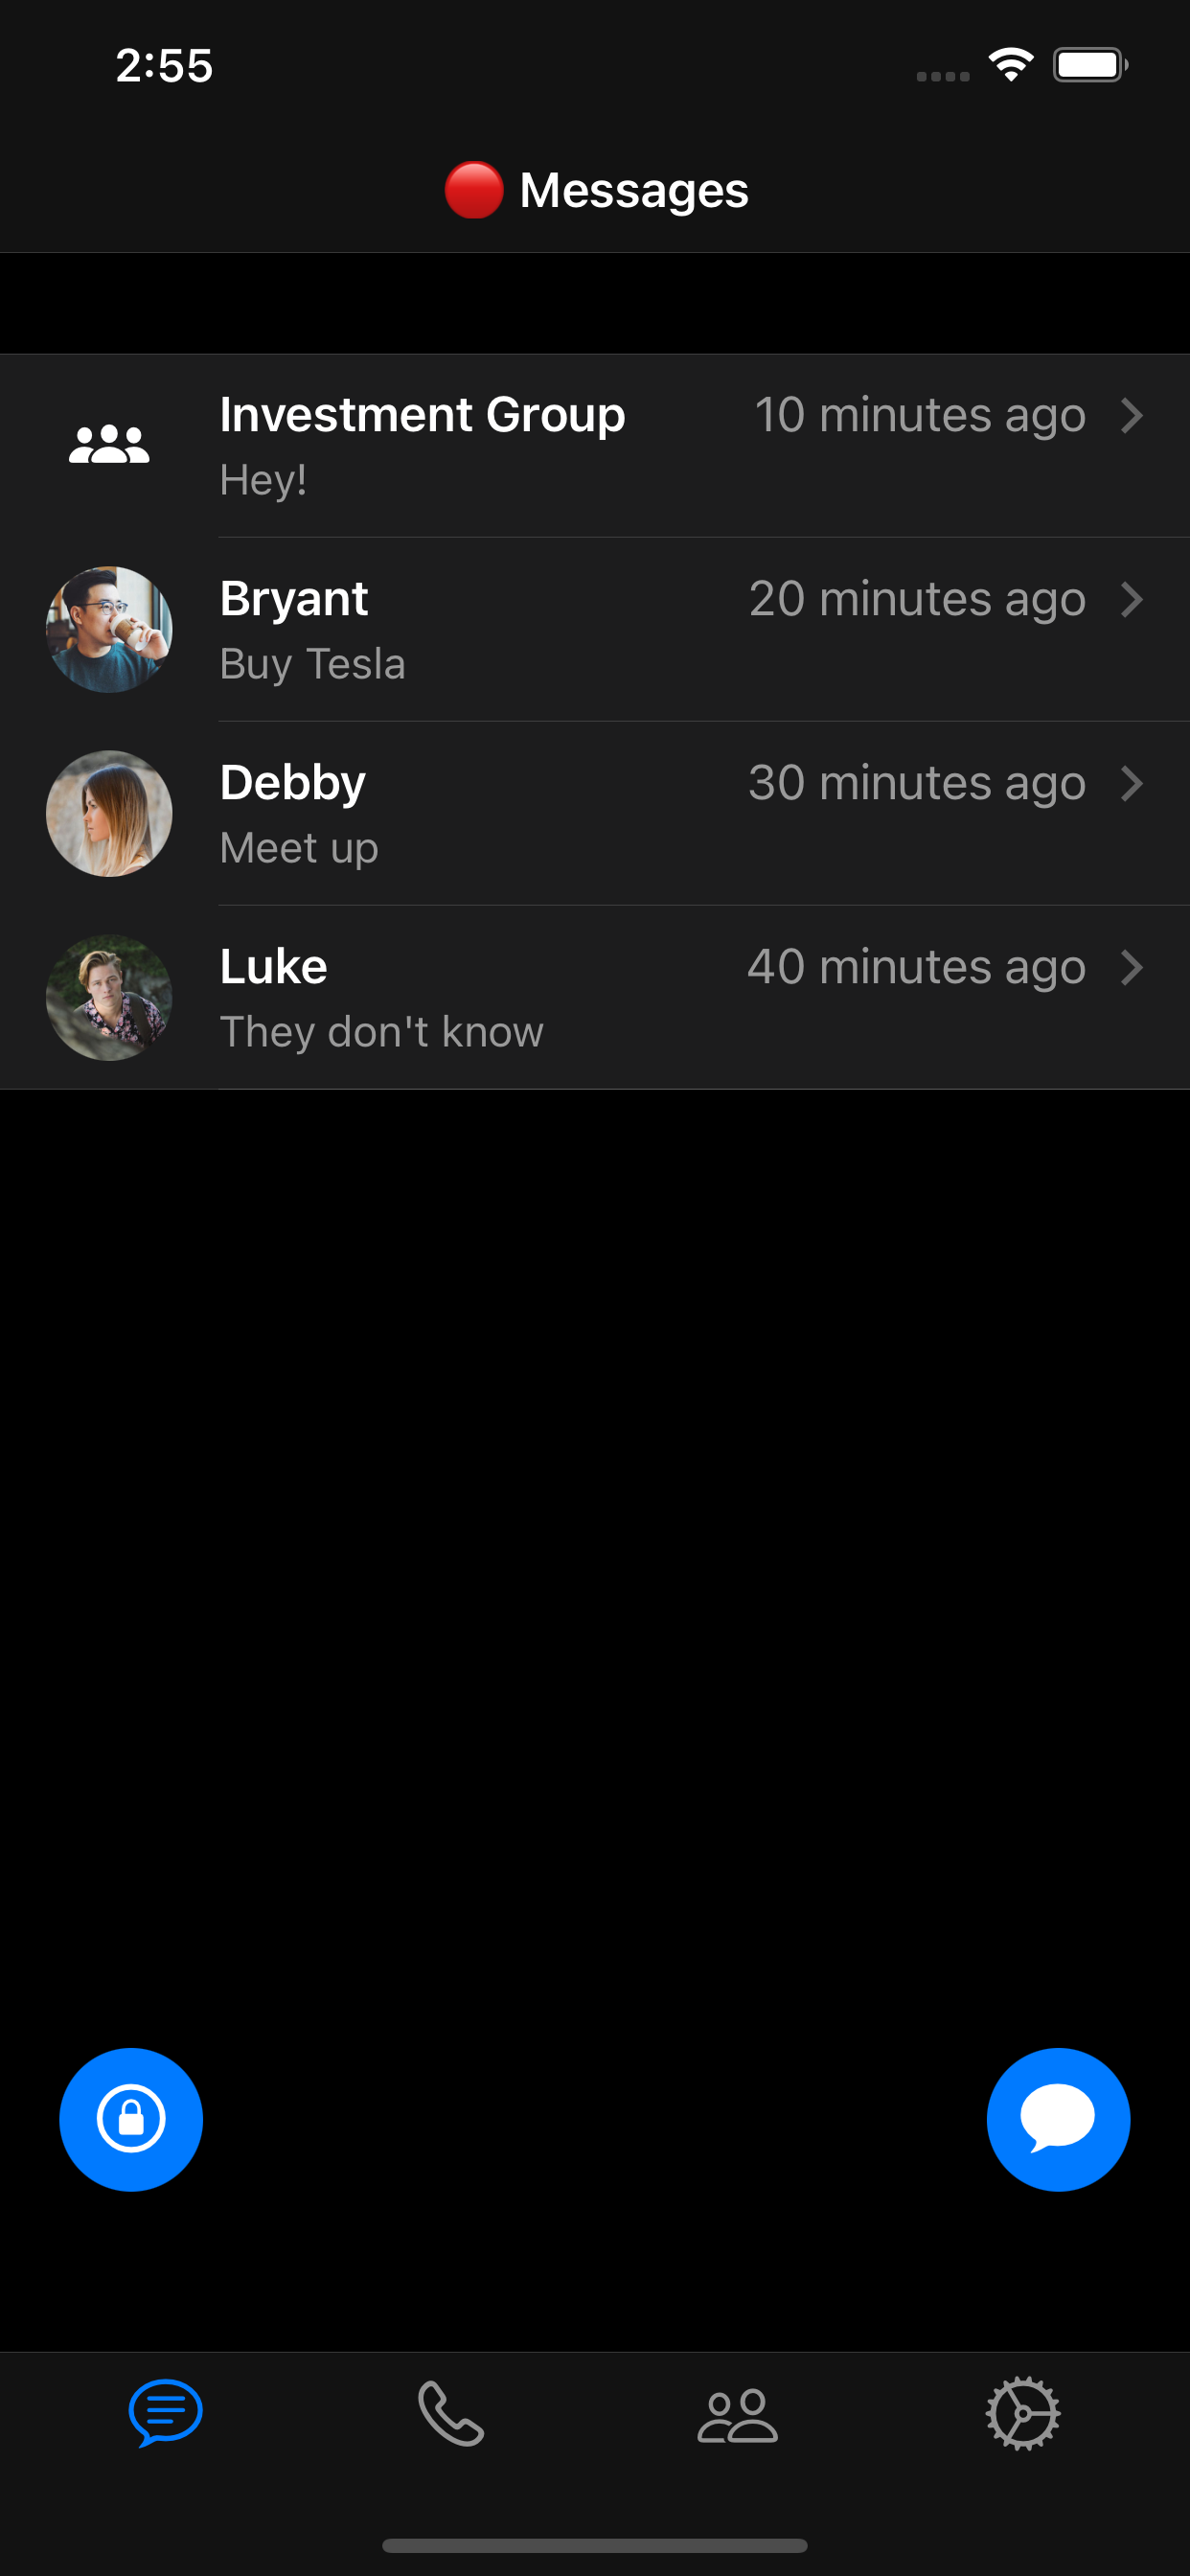 2:55
🔴 Messages
Investment Group 10 minutes ago
Hey!
Bryant 20 minutes ago
Buy Tesla
Debby 30 minutes ago
Meet up
Luke 40 minutes ago
They don't know